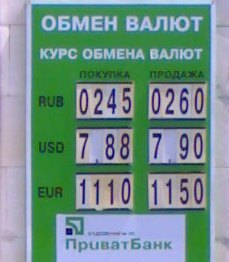 ОБМЕН ВАЛЮТ
КУРС ОБМЕНА ВАЛЮТ
ПОКУПКА ПРОДАЖА
RUB 0245 0260
USD 7.88 7.90
EUR 1110 1150
ПриватБанк